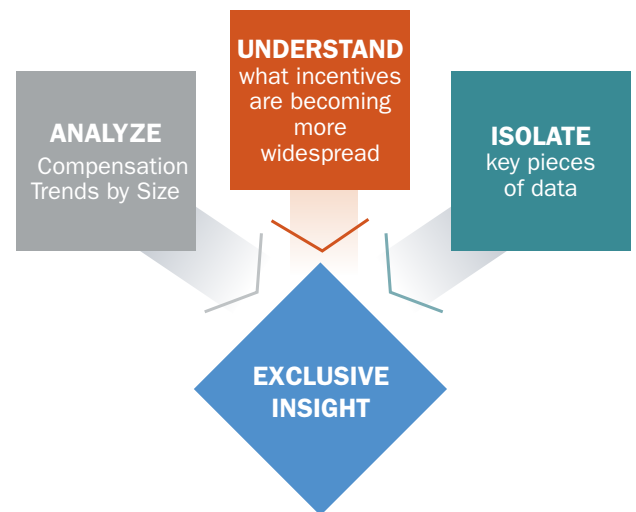 ANALYZE
Compensation
Trends by Size
UNDERSTAND
what incentives
are becoming
more
widespread
ISOLATE
key pieces
of data
EXCLUSIVE
INSIGHT